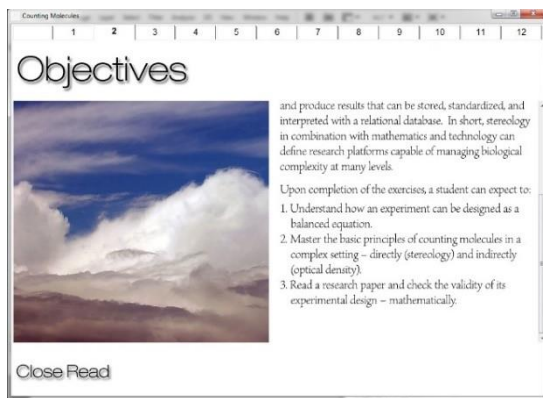 Counting Molecules
1 2 3 4 5 6 7 8 9 10 11 12
Objectives
and produce results that can be stored, standardized, and
interpreted with a relational database. In short, stereology
in combination with mathematics and technology can
define research platforms capable of managing biological
complexity at many levels.
Upon completion of the exercises, a student can expect to:
1. Understand how an experiment can be designed as a
balanced equation.
2. Master the basic principles of counting molecules in a
complex setting – directly (stereology) and indirectly
(optical density).
3. Read a research paper and check the validity of its
experimental design – mathematically.
Close Read